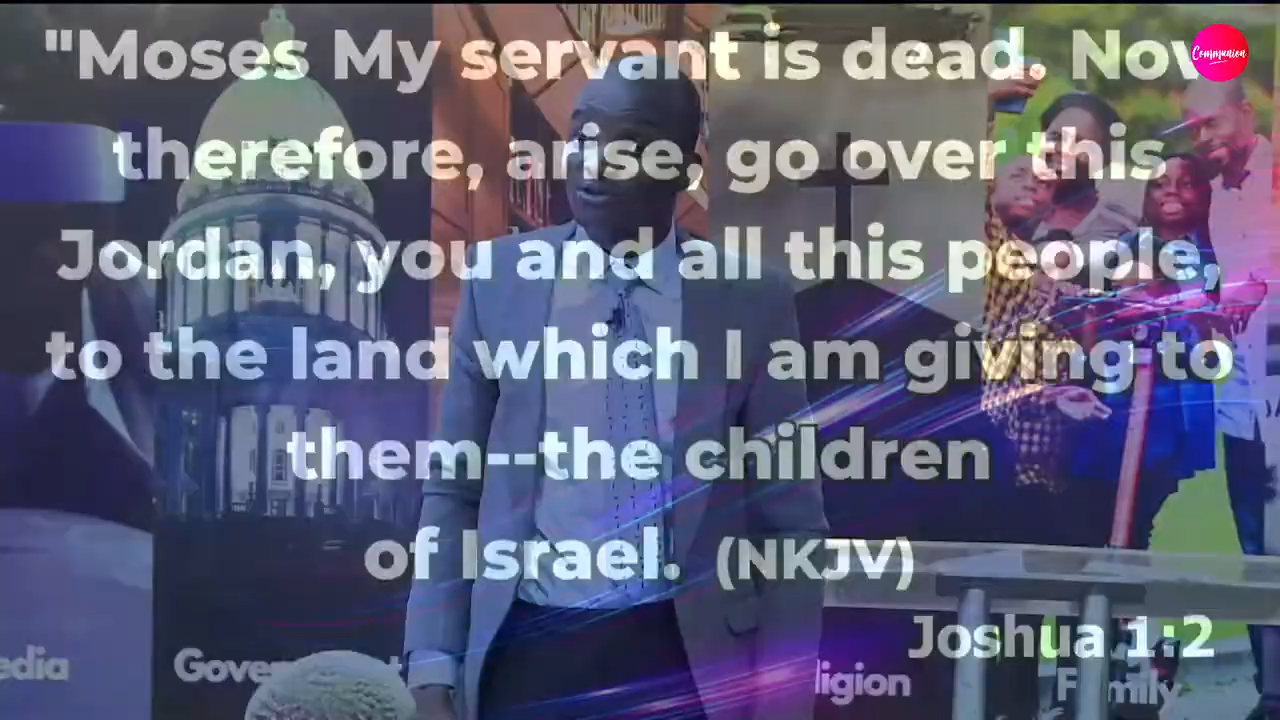 "Moses My servant is dead. Now
Communion
therefore, arise, go over this
Jordan, you and all this people,
to the land which I am giving to
them--the children
of Israel. (NKJV)
Joshua 1:2
edia
ligion
Family